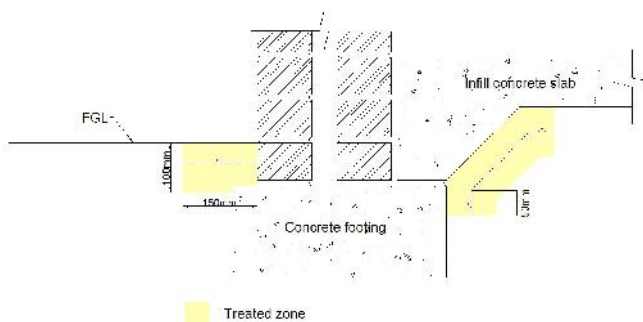 Infill concrete slab
FGL
100mm
150mm
50mm
Concrete footing
Treated zone